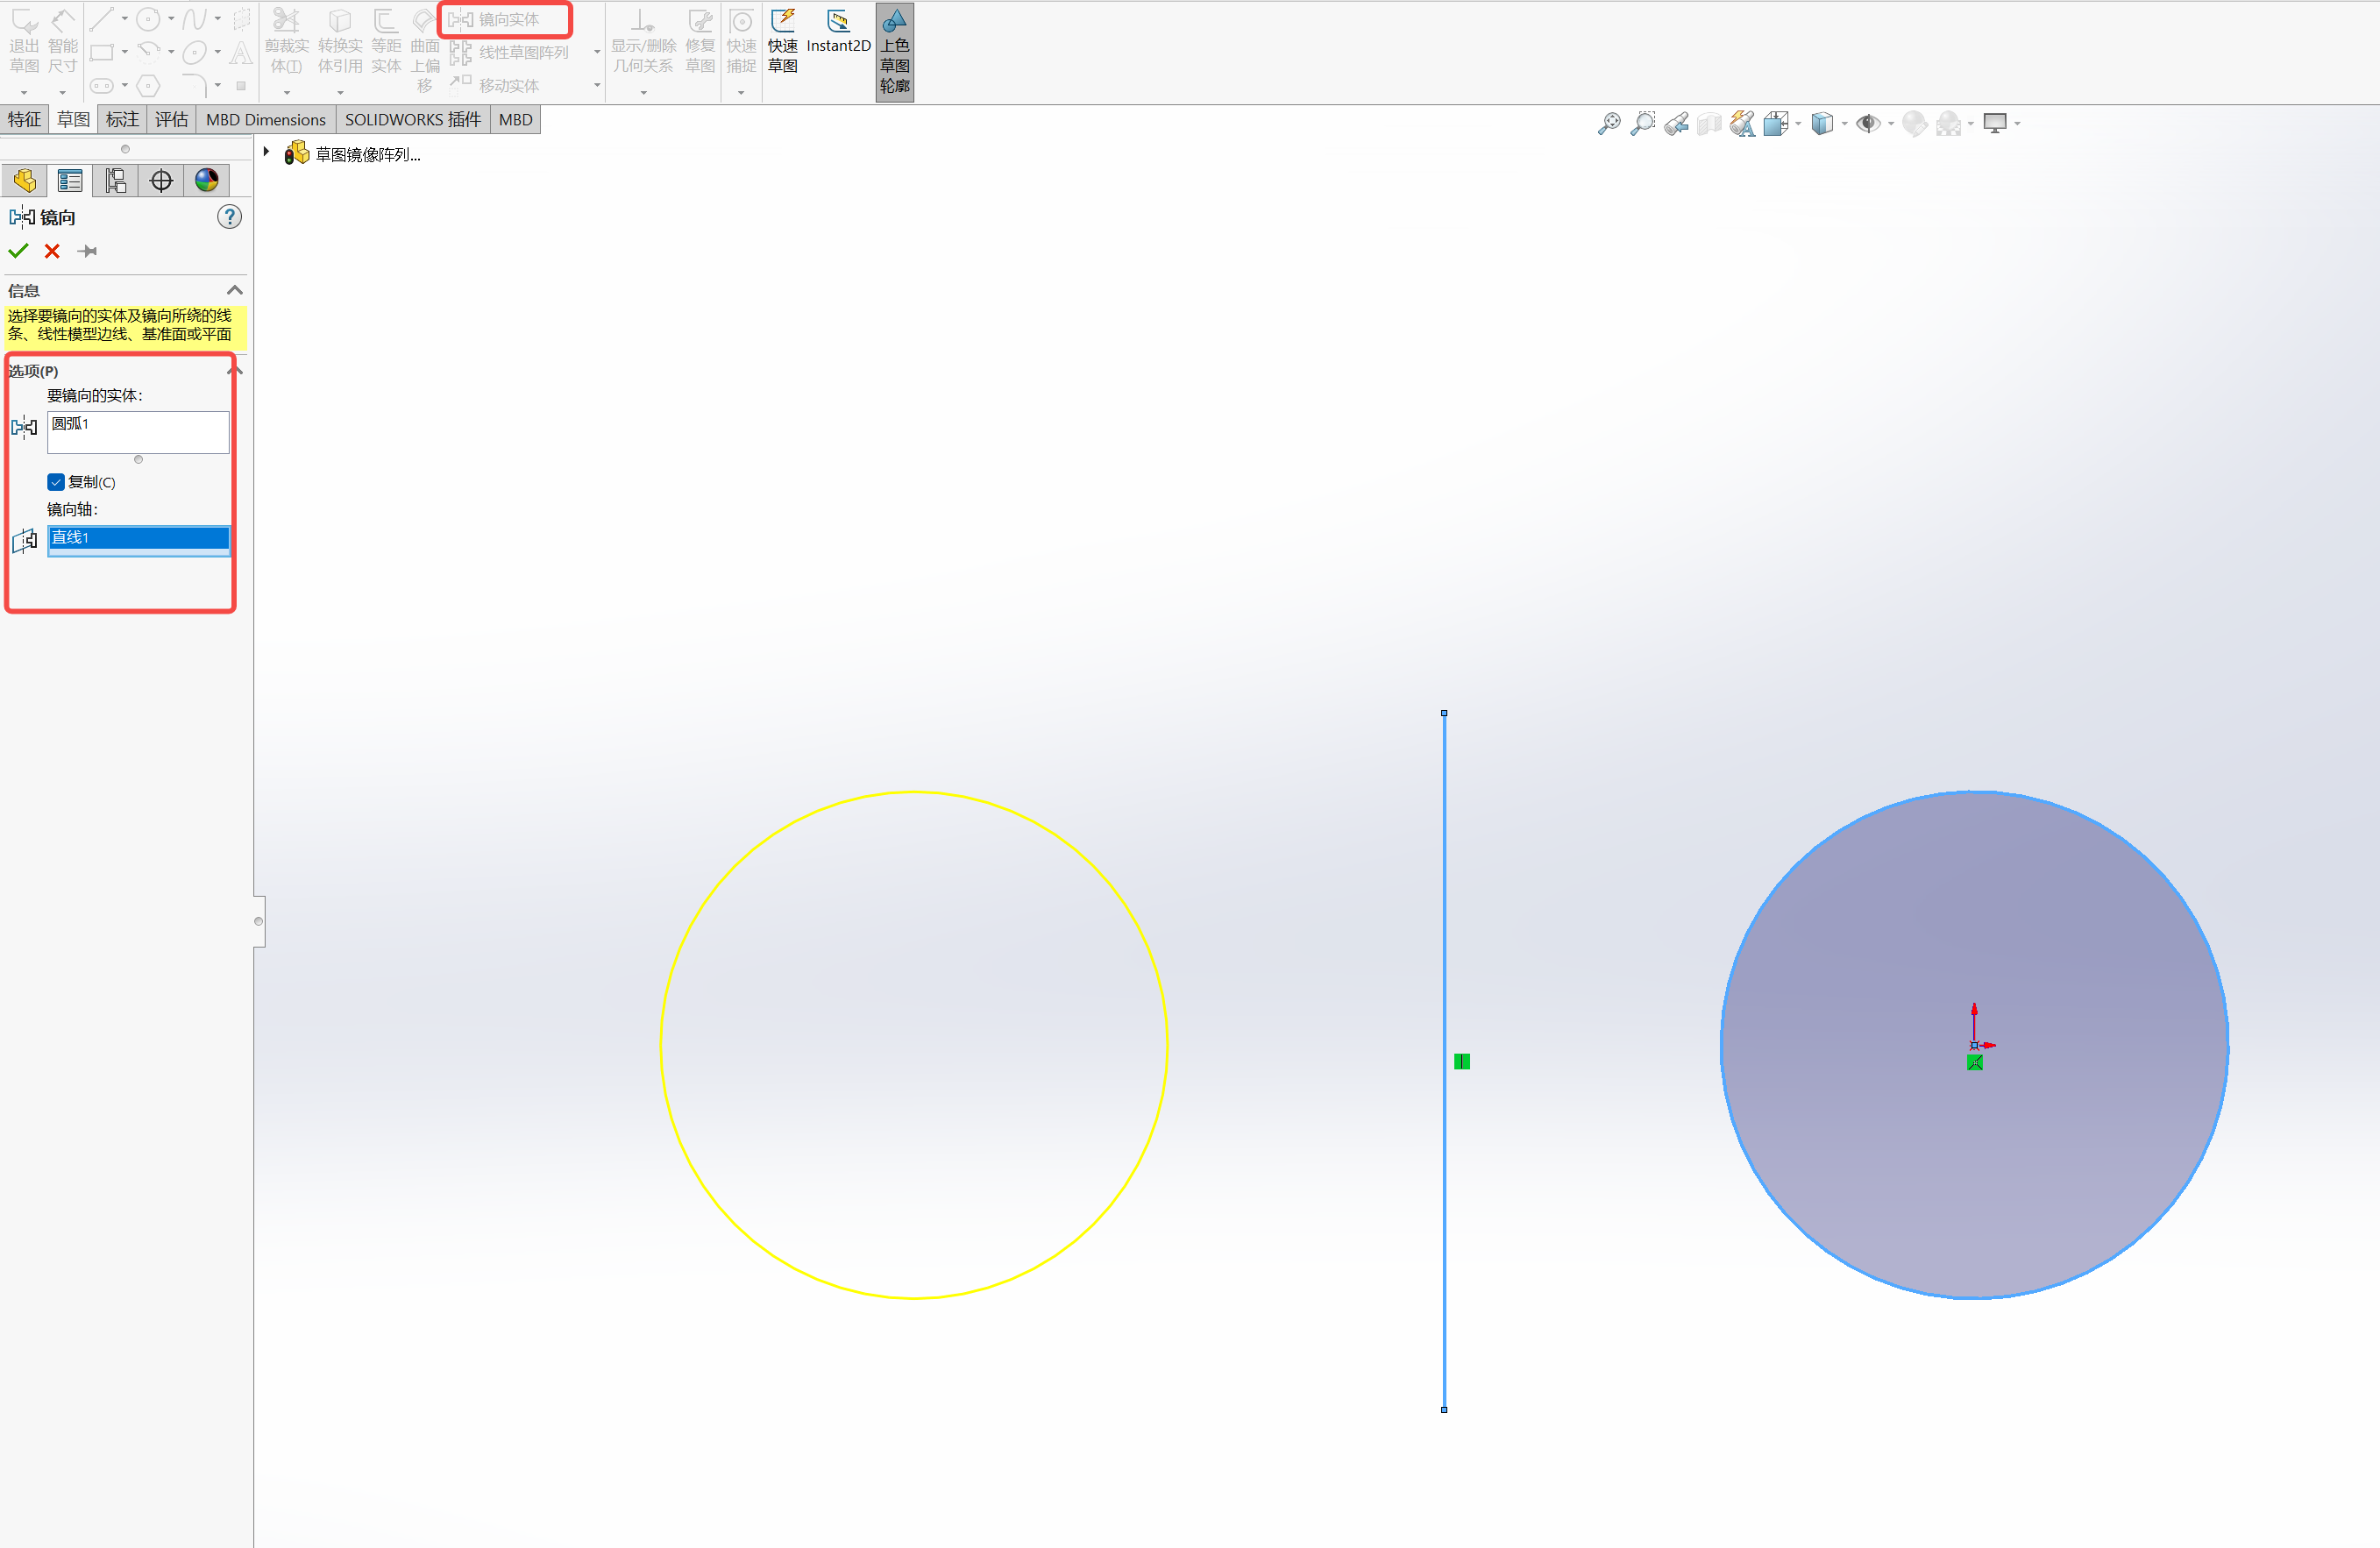 退出草图
智能尺寸
剪裁实体(T)
转换实体引用
等距实体
曲面上偏移
镜向实体
线性草图阵列
移动实体
显示/删除几何关系
修复草图
快速捕捉
快速草图
Instant2D
上色草图轮廓
特征 草图 标注 评估 MBD Dimensions SOLIDWORKS 插件 MBD
草图镜像阵列...
镜向
信息
选择要镜向的实体及镜向所绕的线
条、线性模型边线、基准面或平面
选项(P)
要镜向的实体:
圆弧1
复制(C)
镜向轴:
直线1